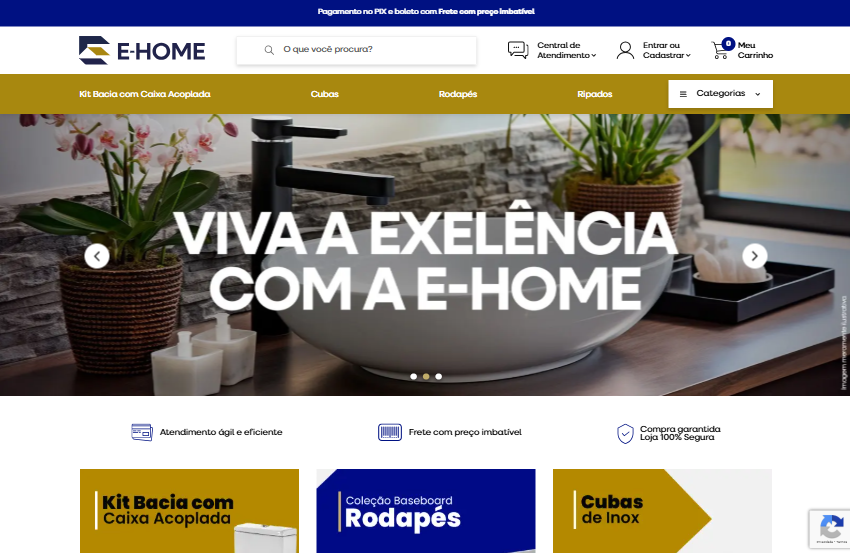 Pagamento no PIX e boleto com Frete com preço imbatível
E-HOME
O que você procura?
Central de
Atendimento
Entrar ou
Cadastrar
0
Meu
Carrinho
Kit Bacia com Caixa Acoplada
Cubas
Rodapés
Ripados
Categorias
VIVA A EXELÊNCIA
COM A E-HOME
Imagem meramente ilustrativa
Atendimento ágil e eficiente
Frete com preço imbatível
Compra garantida
Loja 100% Segura
Kit Bacia com
Caixa Acoplada
Coleção Baseboard
Rodapés
Cubas
de Inox